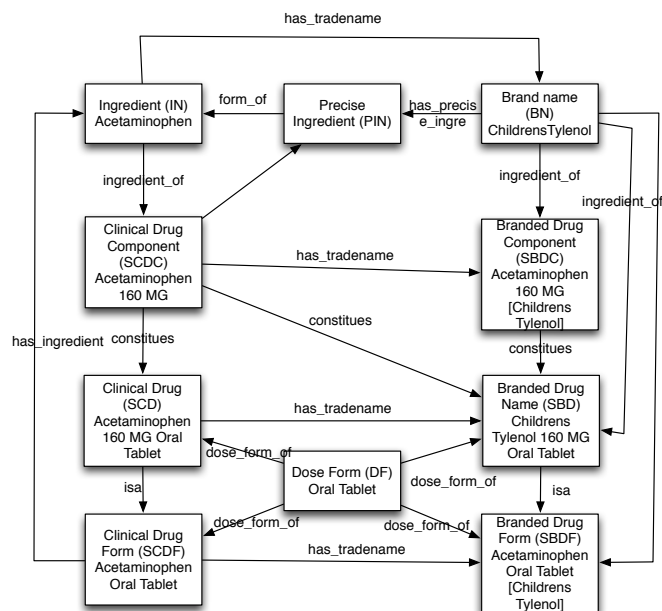 has_tradename
Ingredient (IN)
Acetaminophen
form_of
Precise
Ingredient (PIN)
has_precis
e_ingre
Brand name
(BN)
ChildrensTylenol
ingredient_of
ingredient_of
ingredient_of
Clinical Drug
Component
(SCDC)
Acetaminophen
160 MG
has_tradename
Branded Drug
Component
(SBDC)
Acetaminophen
160 MG
[Childrens
Tylenol]
has_ingredient
constitues
constitues
constitues
Clinical Drug
(SCD)
Acetaminophen
160 MG Oral
Tablet
has_tradename
Branded Drug
Name (SBD)
Childrens
Tylenol 160 MG
Oral Tablet
dose_form_of
Dose Form (DF)
Oral Tablet
dose_form_of
isa
isa
dose_form_of
dose_form_of
Clinical Drug
Form (SCDF)
Acetaminophen
Oral Tablet
has_tradename
Branded Drug
Form (SBDF)
Acetaminophen
Oral Tablet
[Childrens
Tylenol]